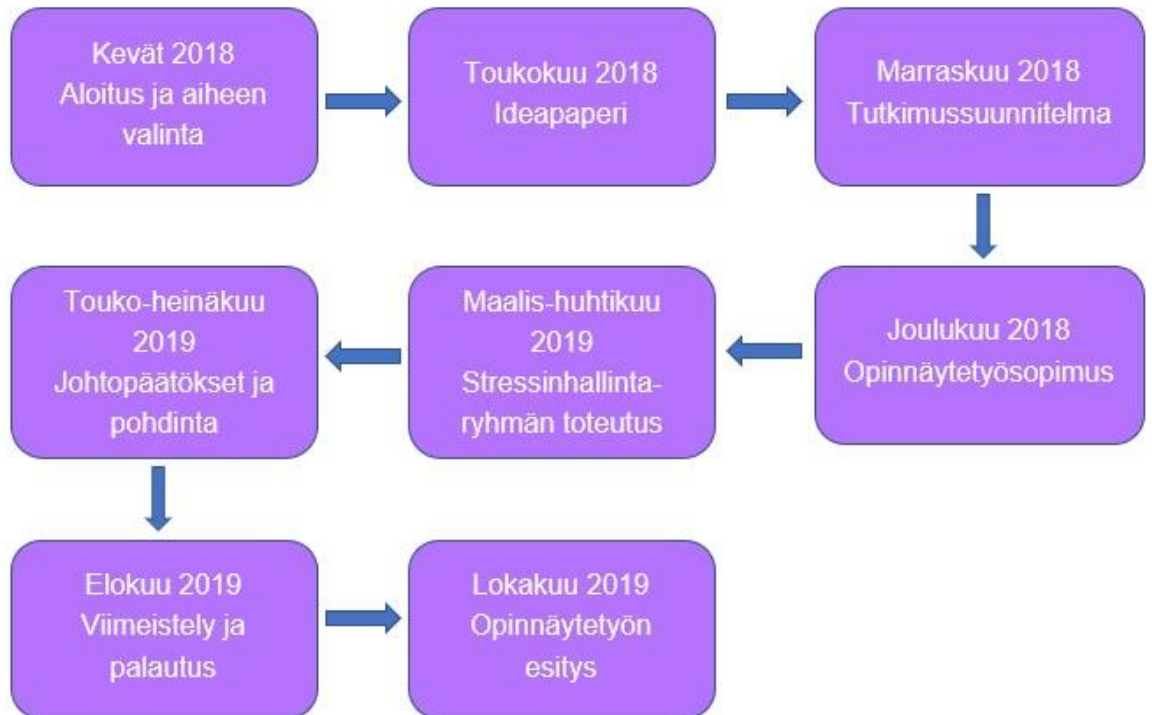 Kevät 2018
Aloitus ja aiheen
valinta
Toukokuu 2018
Ideapaperi
Marraskuu 2018
Tutkimussuunnitelma
Joulukuu 2018
Opinnäytetyösopimus
Maalis-huhtikuu
2019
Stressinhallinta-
ryhmän toteutus
Touko-heinäkuu
2019
Johtopäätökset ja
pohdinta
Elokuu 2019
Viimeistely ja
palautus
Lokakuu 2019
Opinnäytetyön
esitys